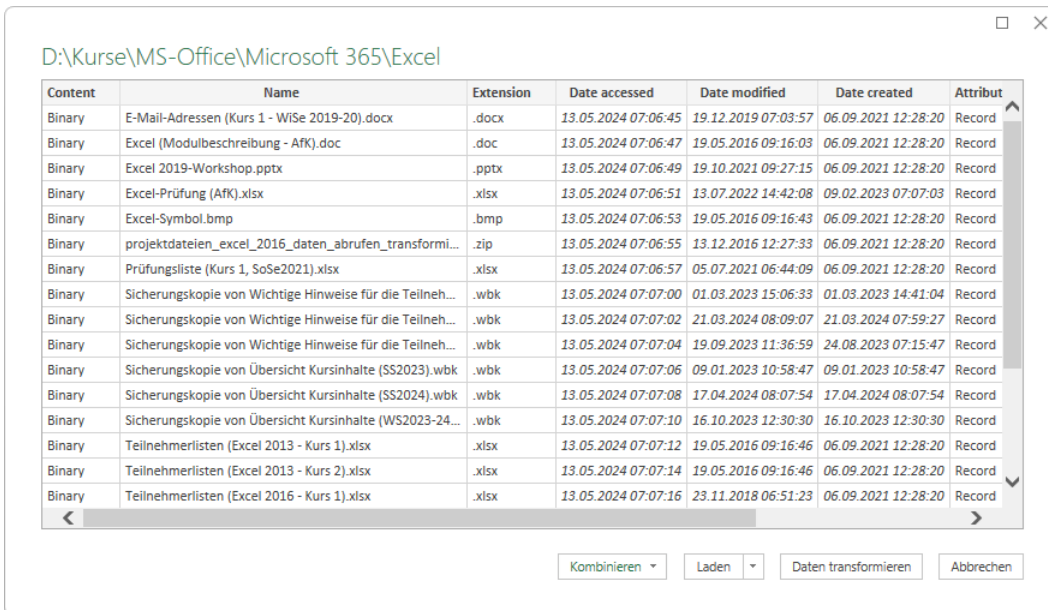 D:\Kurse\MS-Office\Microsoft 365\Excel
Content Name Extension Date accessed Date modified Date created Attribut
Binary E-Mail-Adressen (Kurs 1 - WiSe 2019-20).docx .docx 13.05.2024 07:06:45 19.12.2019 07:03:57 06.09.2021 12:28:20 Record
Binary Excel (Modulbeschreibung - AfK).doc .doc 13.05.2024 07:06:47 19.05.2016 09:16:03 06.09.2021 12:28:20 Record
Binary Excel 2019-Workshop.pptx .pptx 13.05.2024 07:06:49 19.10.2021 09:27:15 06.09.2021 12:28:20 Record
Binary Excel-Prüfung (AfK).xlsx .xlsx 13.05.2024 07:06:51 13.07.2022 14:42:08 09.02.2023 07:07:03 Record
Binary Excel-Symbol.bmp .bmp 13.05.2024 07:06:53 19.05.2016 09:16:43 06.09.2021 12:28:20 Record
Binary projektdateien_excel_2016_daten_abrufen_transformi... .zip 13.05.2024 07:06:55 13.12.2016 12:27:33 06.09.2021 12:28:20 Record
Binary Prüfungsliste (Kurs 1, SoSe2021).xlsx .xlsx 13.05.2024 07:06:57 05.07.2021 06:44:09 06.09.2021 12:28:20 Record
Binary Sicherungskopie von Wichtige Hinweise für die Teilneh... .wbk 13.05.2024 07:07:00 01.03.2023 15:06:33 01.03.2023 14:41:04 Record
Binary Sicherungskopie von Wichtige Hinweise für die Teilneh... .wbk 13.05.2024 07:07:02 21.03.2024 08:09:07 21.03.2024 07:59:27 Record
Binary Sicherungskopie von Wichtige Hinweise für die Teilneh... .wbk 13.05.2024 07:07:04 19.09.2023 11:36:59 24.08.2023 07:15:47 Record
Binary Sicherungskopie von Übersicht Kursinhalte (SS2023).wbk .wbk 13.05.2024 07:07:06 09.01.2023 10:58:47 09.01.2023 10:58:47 Record
Binary Sicherungskopie von Übersicht Kursinhalte (SS2024).wbk .wbk 13.05.2024 07:07:08 17.04.2024 08:07:54 17.04.2024 08:07:54 Record
Binary Sicherungskopie von Übersicht Kursinhalte (WS2023-24... .wbk 13.05.2024 07:07:10 16.10.2023 12:30:30 16.10.2023 12:30:30 Record
Binary Teilnehmerlisten (Excel 2013 - Kurs 1).xlsx .xlsx 13.05.2024 07:07:12 19.05.2016 09:16:46 06.09.2021 12:28:20 Record
Binary Teilnehmerlisten (Excel 2013 - Kurs 2).xlsx .xlsx 13.05.2024 07:07:14 19.05.2016 09:16:46 06.09.2021 12:28:20 Record
Binary Teilnehmerlisten (Excel 2016 - Kurs 1).xlsx .xlsx 13.05.2024 07:07:16 23.11.2018 06:51:23 06.09.2021 12:28:20 Record
Kombinieren Laden Daten transformieren Abbrechen